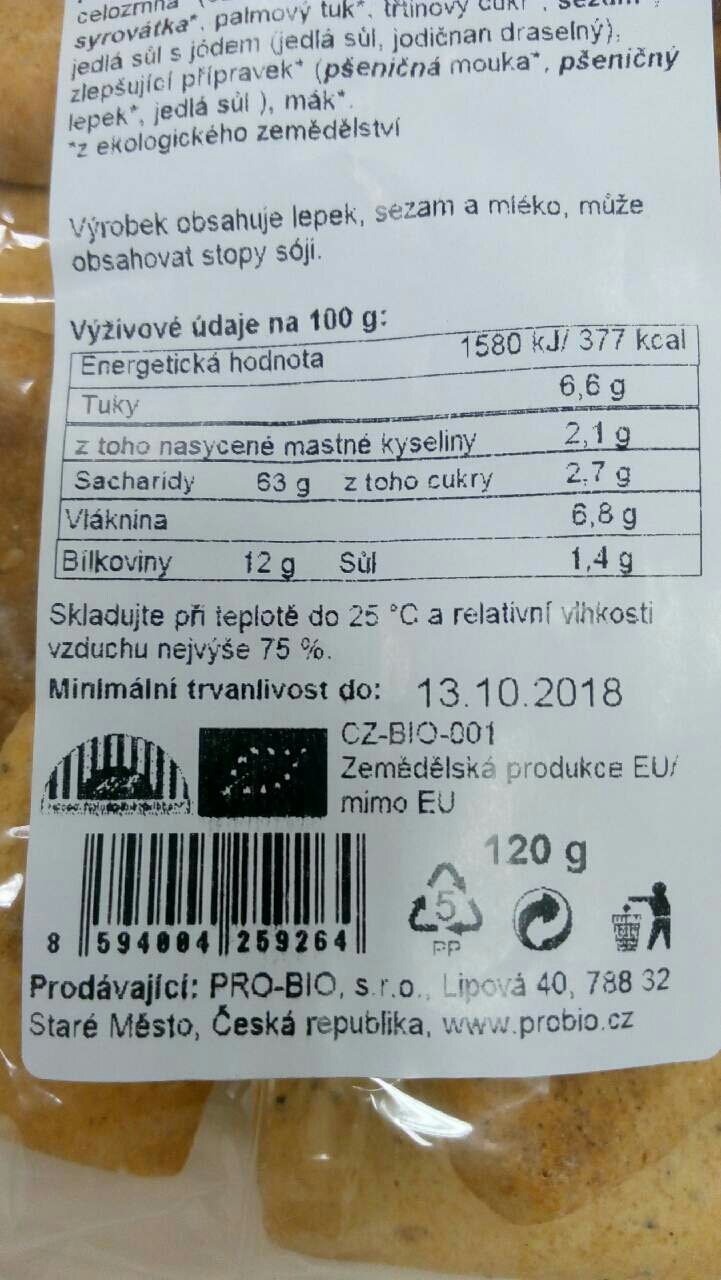 celozrnná
syrovátka*, palmový tuk*, třtinový cukr
jedlá sůl s jódem (jedlá sůl, jodičnan draselný),
zlepšující přípravek* (pšeničná mouka*, pšeničný
lepek*, jedlá sůl ), mák*.
*z ekologického zemědělství
Výrobek obsahuje lepek, sezam a mléko, může
obsahovat stopy sóji.
Výživové údaje na 100 g:
Energetická hodnota 1580 kJ/ 377 kcal
Tuky 6,6 g
z toho nasycené mastné kyseliny 2,1 g
Sacharidy 63 g z toho cukry 2,7 g
Vláknina 6,8 g
Bílkoviny 12 g Sůl 1,4 g
Skladujte při teplotě do 25 °C a relativní vlhkosti
vzduchu nejvýše 75 %.
Minimální trvanlivost do: 13.10.2018
CZ-BIO-001
Zemědělská produkce EU/
mimo EU
120 g
5
PP
8 594004 259264
Prodávající: PRO-BIO, s.r.o., Lipová 40, 788 32
Staré Město, Česká republika, www.probio.cz